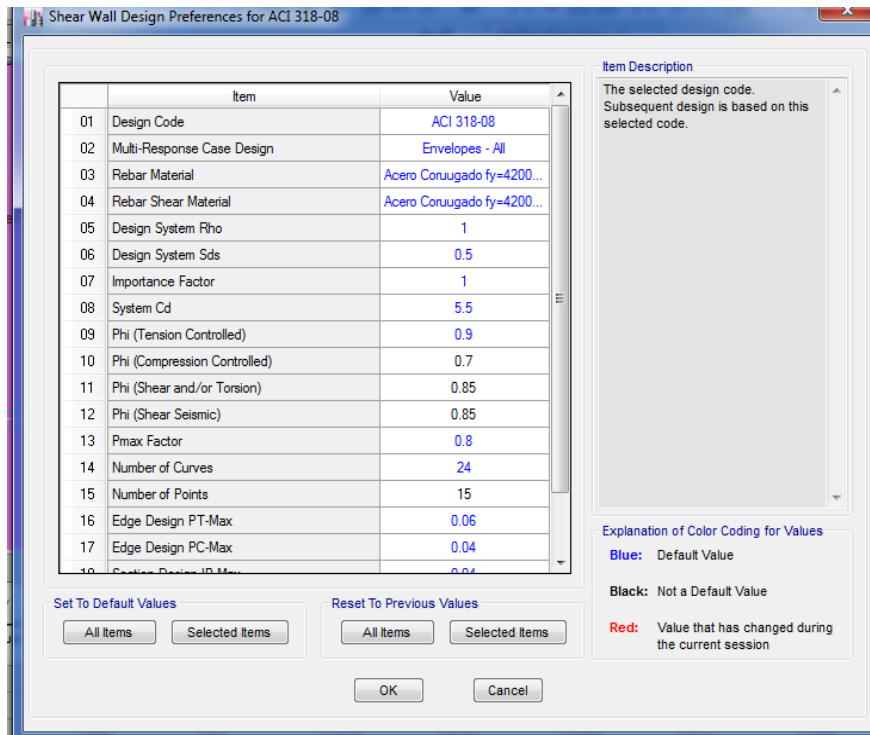 Shear Wall Design Preferences for ACI 318-08
Item Value
01 Design Code ACI 318-08
02 Multi-Response Case Design Envelopes - All
03 Rebar Material Acero Coruugado fy=4200...
04 Rebar Shear Material Acero Coruugado fy=4200...
05 Design System Rho 1
06 Design System Sds 0.5
07 Importance Factor 1
08 System Cd 5.5
09 Phi (Tension Controlled) 0.9
10 Phi (Compression Controlled) 0.7
11 Phi (Shear and/or Torsion) 0.85
12 Phi (Shear Seismic) 0.85
13 Pmax Factor 0.8
14 Number of Curves 24
15 Number of Points 15
16 Edge Design PT-Max 0.06
17 Edge Design PC-Max 0.04
18 Section Design IP-Max 0.04
Item Description
The selected design code.
Subsequent design is based on this
selected code.
Explanation of Color Coding for Values
Blue: Default Value
Black: Not a Default Value
Red: Value that has changed during
the current session
Set To Default Values
All Items Selected Items
Reset To Previous Values
All Items Selected Items
OK Cancel